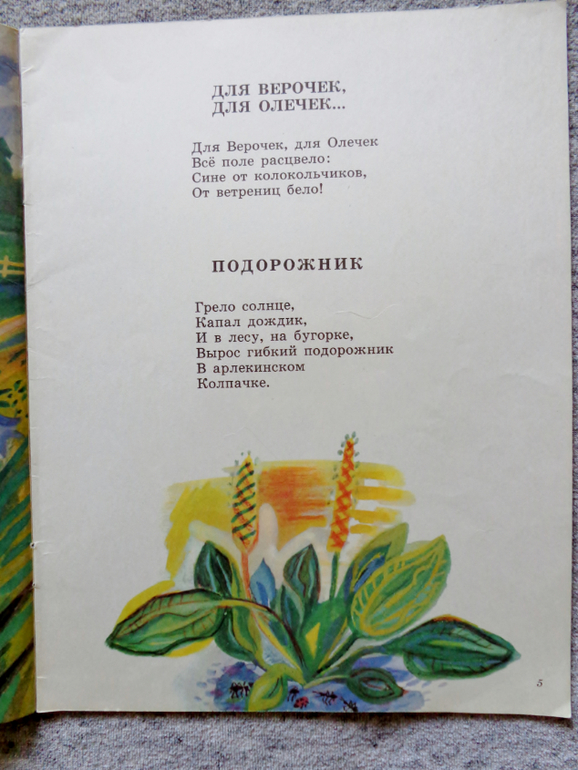 ДЛЯ ВЕРОЧЕК,
ДЛЯ ОЛЕЧЕК...
Для Верочек, для Олечек
Всё поле расцвело:
Сине от колокольчиков,
От ветрениц бело!
ПОДОРОЖНИК
Грело солнце,
Капал дождик,
И в лесу, на бугорке,
Вырос гибкий подорожник
В арлекинском
Колпачке.
5